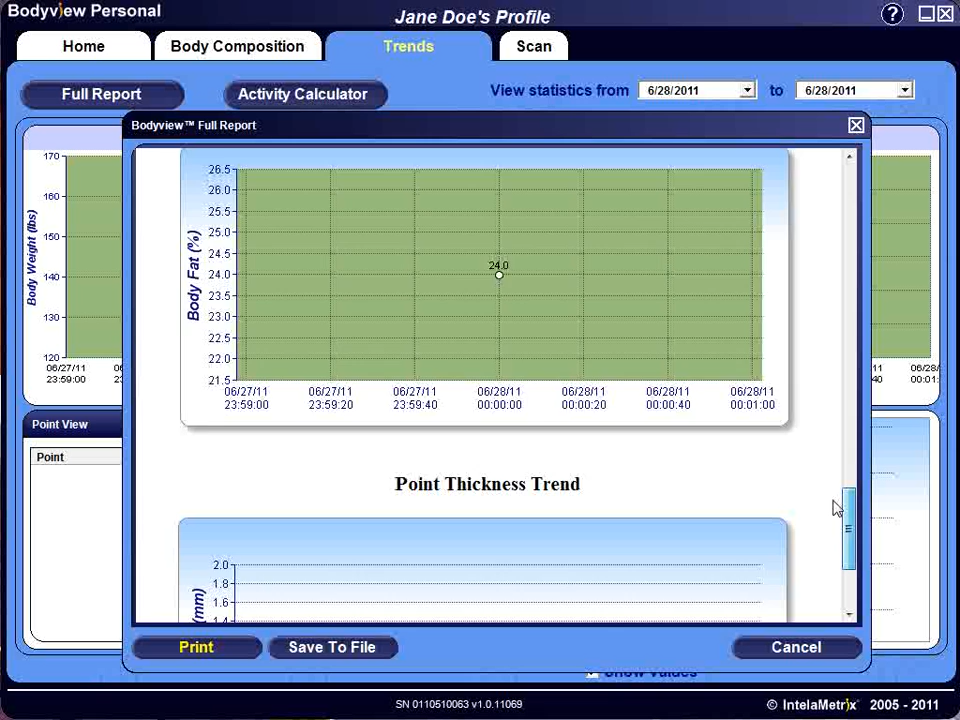 Bodyview Personal
Jane Doe's Profile
?
Home
Body Composition
Trends
Scan
Full Report
Activity Calculator
View statistics from
6/28/2011
to
6/28/2011
Bodyview™ Full Report
170
160
150
140
130
120
Body Weight (lbs)
06/27/11
23:59:00
26.5
26.0
25.5
25.0
24.5
24.0
23.5
23.0
22.5
22.0
21.5
Body Fat (%)
24.0
06/27/11 06/27/11 06/27/11 06/28/11 06/28/11 06/28/11 06/28/11
23:59:00 23:59:20 23:59:40 00:00:00 00:00:20 00:00:40 00:01:00
Point View
Point
Point Thickness Trend
2.0
1.8
1.6
1.4
(mm)
Print
Save To File
Cancel
Show Values
SN 0110510063 v1.0.11069
© IntelaMetrix 2005 - 2011